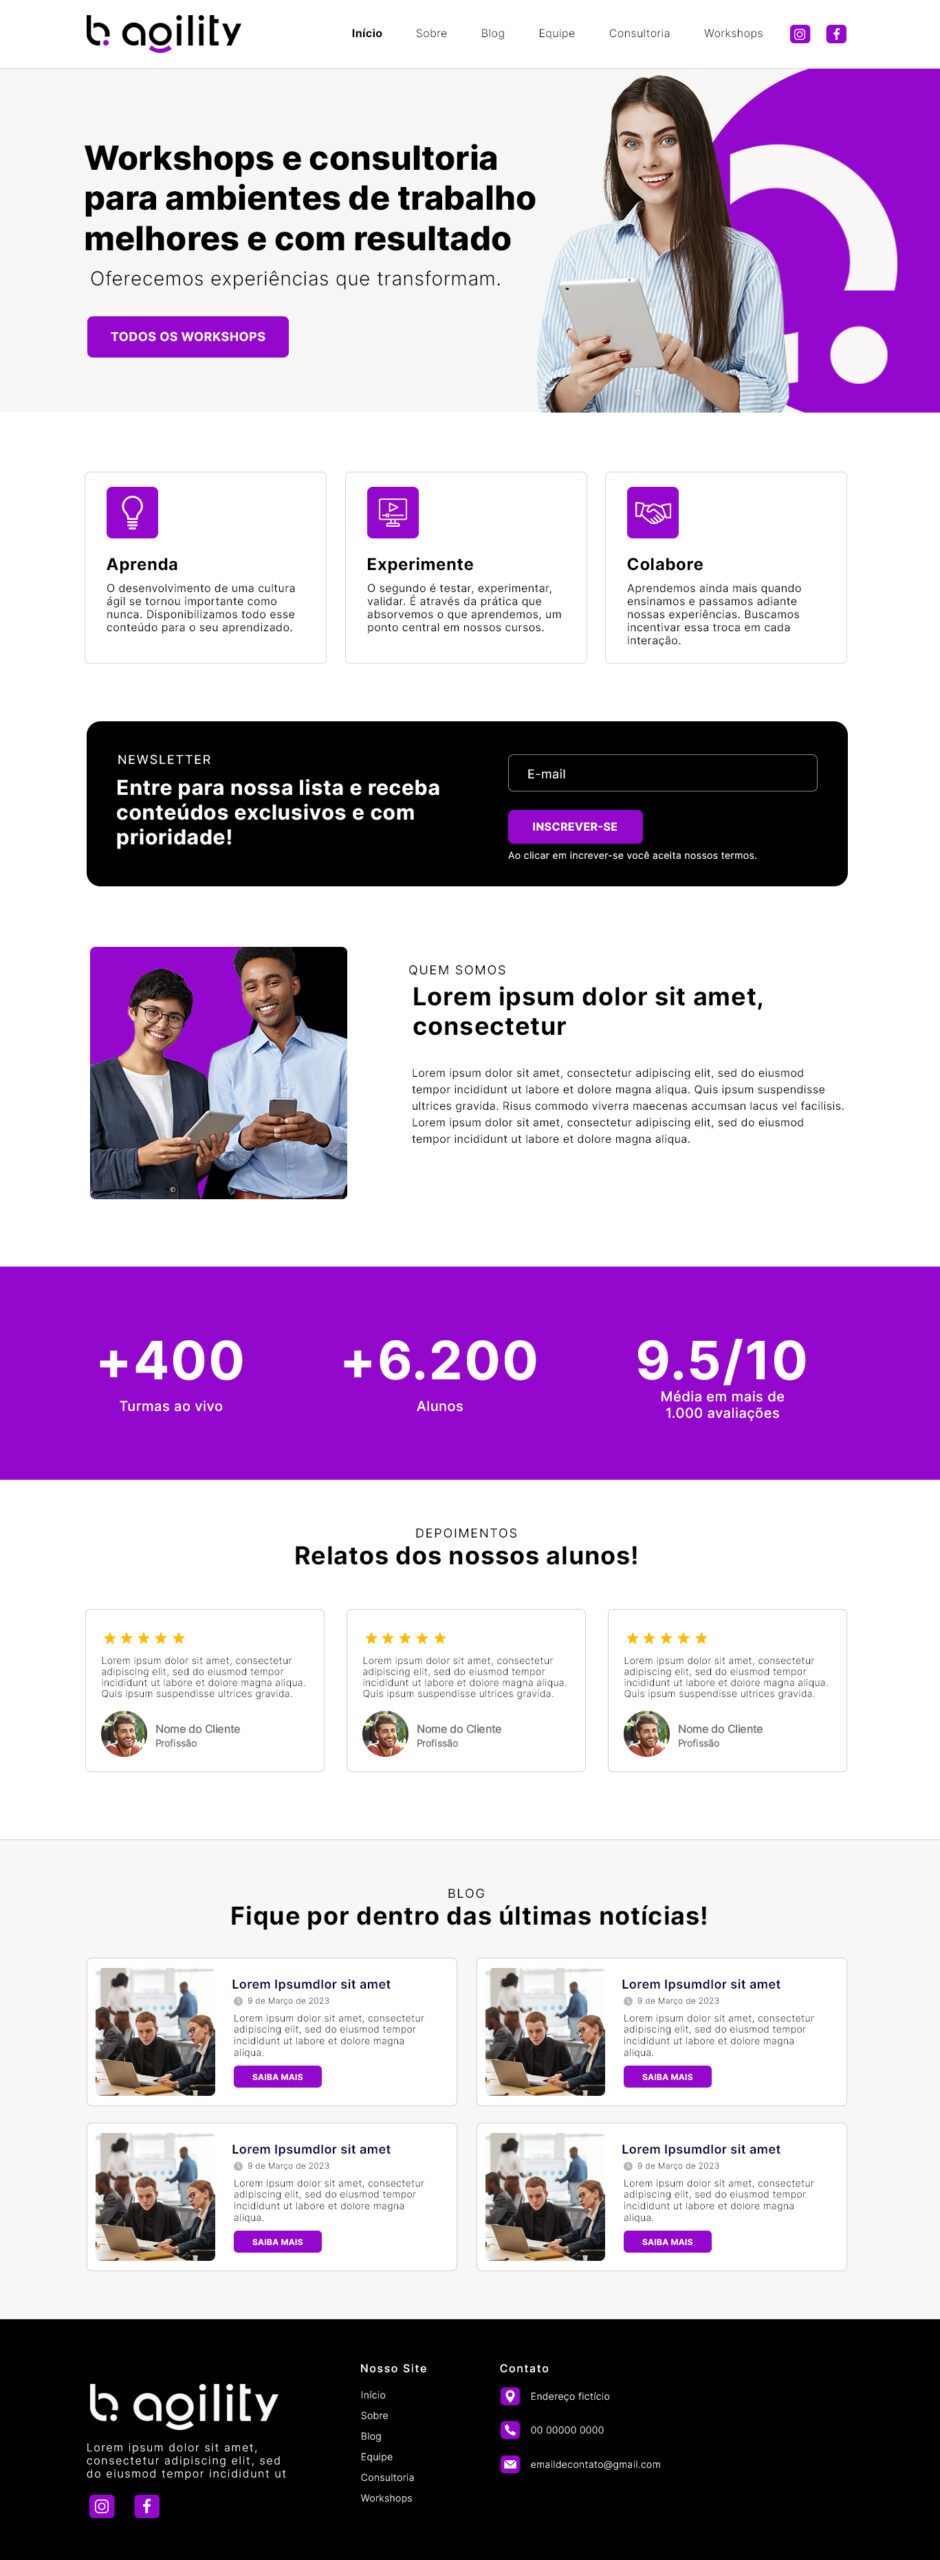 b. agility
Início Sobre Blog Equipe Consultoria Workshops
Workshops e consultoria
para ambientes de trabalho
melhores e com resultado
Oferecemos experiências que transformam.
TODOS OS WORKSHOPS
Aprenda
O desenvolvimento de uma cultura
ágil se tornou importante como
nunca. Disponibilizamos todo esse
conteúdo para o seu aprendizado.
Experimente
O segundo é testar, experimentar,
validar. É através da prática que
absorvemos o que aprendemos, um
ponto central em nossos cursos.
Colabore
Aprendemos ainda mais quando
ensinamos e passamos adiante
nossas experiências. Buscamos
incentivar essa troca em cada
interação.
NEWSLETTER
Entre para nossa lista e receba
conteúdos exclusivos e com
prioridade!
E-mail
INSCREVER-SE
Ao clicar em increver-se você aceita nossos termos.
QUEM SOMOS
Lorem ipsum dolor sit amet,
consectetur
Lorem ipsum dolor sit amet, consectetur adipiscing elit, sed do eiusmod
tempor incididunt ut labore et dolore magna aliqua. Quis ipsum suspendisse
ultrices gravida. Risus commodo viverra maecenas accumsan lacus vel facilisis.
Lorem ipsum dolor sit amet, consectetur adipiscing elit, sed do eiusmod
tempor incididunt ut labore et dolore magna aliqua.
+400
Turmas ao vivo
+6.200
Alunos
9.5/10
Média em mais de
1.000 avaliações
DEPOIMENTOS
Relatos dos nossos alunos!
Lorem ipsum dolor sit amet, consectetur
adipiscing elit, sed do eiusmod tempor
incididunt ut labore et dolore magna aliqua.
Quis ipsum suspendisse ultrices gravida.
Nome do Cliente
Profissão
Lorem ipsum dolor sit amet, consectetur
adipiscing elit, sed do eiusmod tempor
incididunt ut labore et dolore magna aliqua.
Quis ipsum suspendisse ultrices gravida.
Nome do Cliente
Profissão
Lorem ipsum dolor sit amet, consectetur
adipiscing elit, sed do eiusmod tempor
incididunt ut labore et dolore magna aliqua.
Quis ipsum suspendisse ultrices gravida.
Nome do Cliente
Profissão
BLOG
Fique por dentro das últimas notícias!
Lorem Ipsumdlor sit amet
9 de Março de 2023
Lorem ipsum dolor sit amet, consectetur
adipiscing elit, sed do eiusmod tempor
incididunt ut labore et dolore magna
aliqua.
SAIBA MAIS
Lorem Ipsumdlor sit amet
9 de Março de 2023
Lorem ipsum dolor sit amet, consectetur
adipiscing elit, sed do eiusmod tempor
incididunt ut labore et dolore magna
aliqua.
SAIBA MAIS
Lorem Ipsumdlor sit amet
9 de Março de 2023
Lorem ipsum dolor sit amet, consectetur
adipiscing elit, sed do eiusmod tempor
incididunt ut labore et dolore magna
aliqua.
SAIBA MAIS
Lorem Ipsumdlor sit amet
9 de Março de 2023
Lorem ipsum dolor sit amet, consectetur
adipiscing elit, sed do eiusmod tempor
incididunt ut labore et dolore magna
aliqua.
SAIBA MAIS
b. agility
Lorem ipsum dolor sit amet,
consectetur adipiscing elit, sed
do eiusmod tempor incididunt ut
Nosso Site
Início
Sobre
Blog
Equipe
Consultoria
Workshops
Contato
Endereço fictício
00 00000 0000
emaildecontato@gmail.com